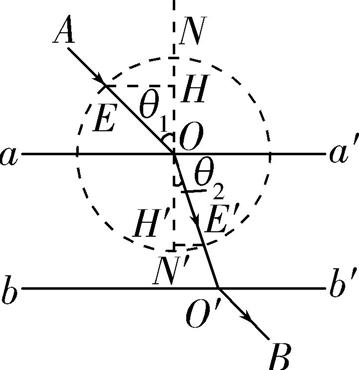 A N
E θ₁ H
a O a′
θ₂
H′ E′
N′
b b′
O′
B